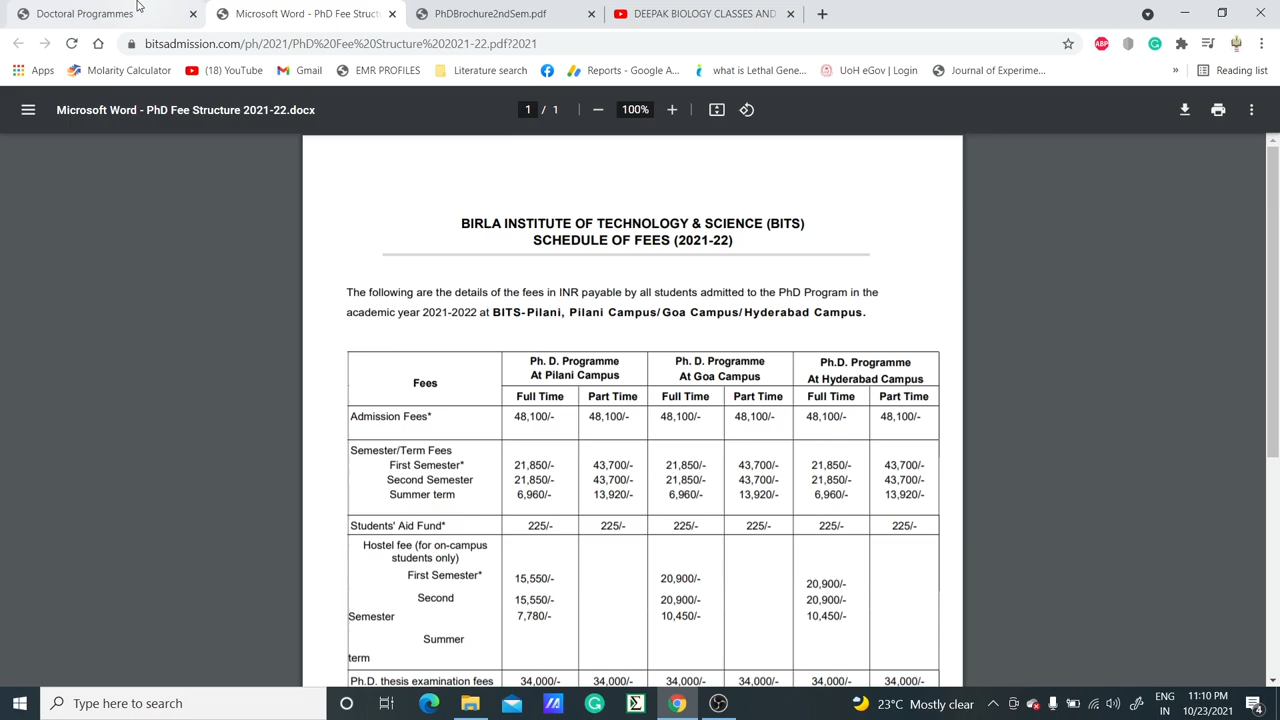 Doctoral Programmes
Microsoft Word - PhD Fee Struct
PhDBrochure2ndSem.pdf
DEEPAK BIOLOGY CLASSES AND
bitsadmission.com/ph/2021/PhD%20Fee%20Structure%202021-22.pdf?2021
ABP
Apps
Molarity Calculator
(18) YouTube
Gmail
EMR PROFILES
Literature search
Reports - Google A...
what is Lethal Gene...
UoH eGov | Login
Journal of Experime...
»
Reading list
Microsoft Word - PhD Fee Structure 2021-22.docx
1 / 1
100%
BIRLA INSTITUTE OF TECHNOLOGY & SCIENCE (BITS)
SCHEDULE OF FEES (2021-22)
The following are the details of the fees in INR payable by all students admitted to the PhD Program in the
academic year 2021-2022 at BITS-Pilani, Pilani Campus/ Goa Campus/ Hyderabad Campus.
Fees
Ph. D. Programme
At Pilani Campus
Ph. D. Programme
At Goa Campus
Ph.D. Programme
At Hyderabad Campus
Full Time Part Time Full Time Part Time Full Time Part Time
Admission Fees* 48,100/- 48,100/- 48,100/- 48,100/- 48,100/- 48,100/-
Semester/Term Fees
First Semester* 21,850/- 43,700/- 21,850/- 43,700/- 21,850/- 43,700/-
Second Semester 21,850/- 43,700/- 21,850/- 43,700/- 21,850/- 43,700/-
Summer term 6,960/- 13,920/- 6,960/- 13,920/- 6,960/- 13,920/-
Students' Aid Fund* 225/- 225/- 225/- 225/- 225/- 225/-
Hostel fee (for on-campus
students only)
First Semester* 15,550/- 20,900/- 20,900/-
Second 15,550/- 20,900/- 20,900/-
Semester 7,780/- 10,450/- 10,450/-
Summer
term
Ph.D. thesis examination fees 34,000/- 34,000/- 34,000/- 34,000/- 34,000/- 34,000/-
Type here to search
23°C Mostly clear
ENG
IN
11:10 PM
10/23/2021
4